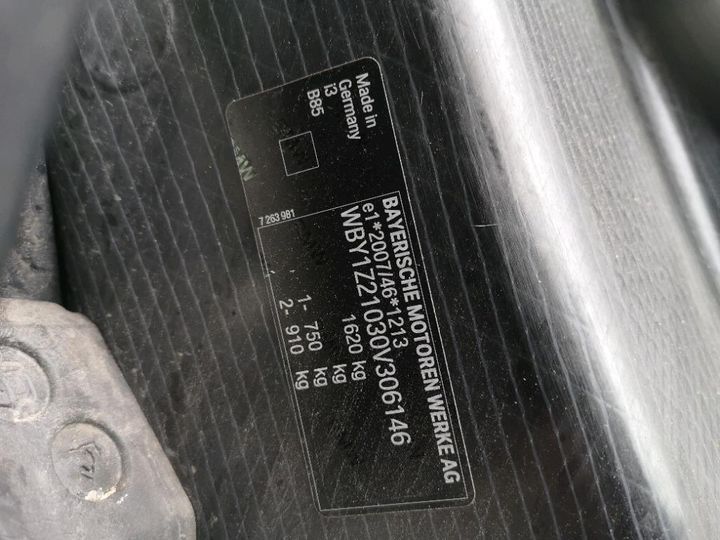 BAYERISCHE MOTOREN WERKE AG
e1*2007/46*1213
WBY1Z21030V306146
1620 kg
1- 750 kg
2- 910 kg
Made in
Germany
i3
B85
7 263 981